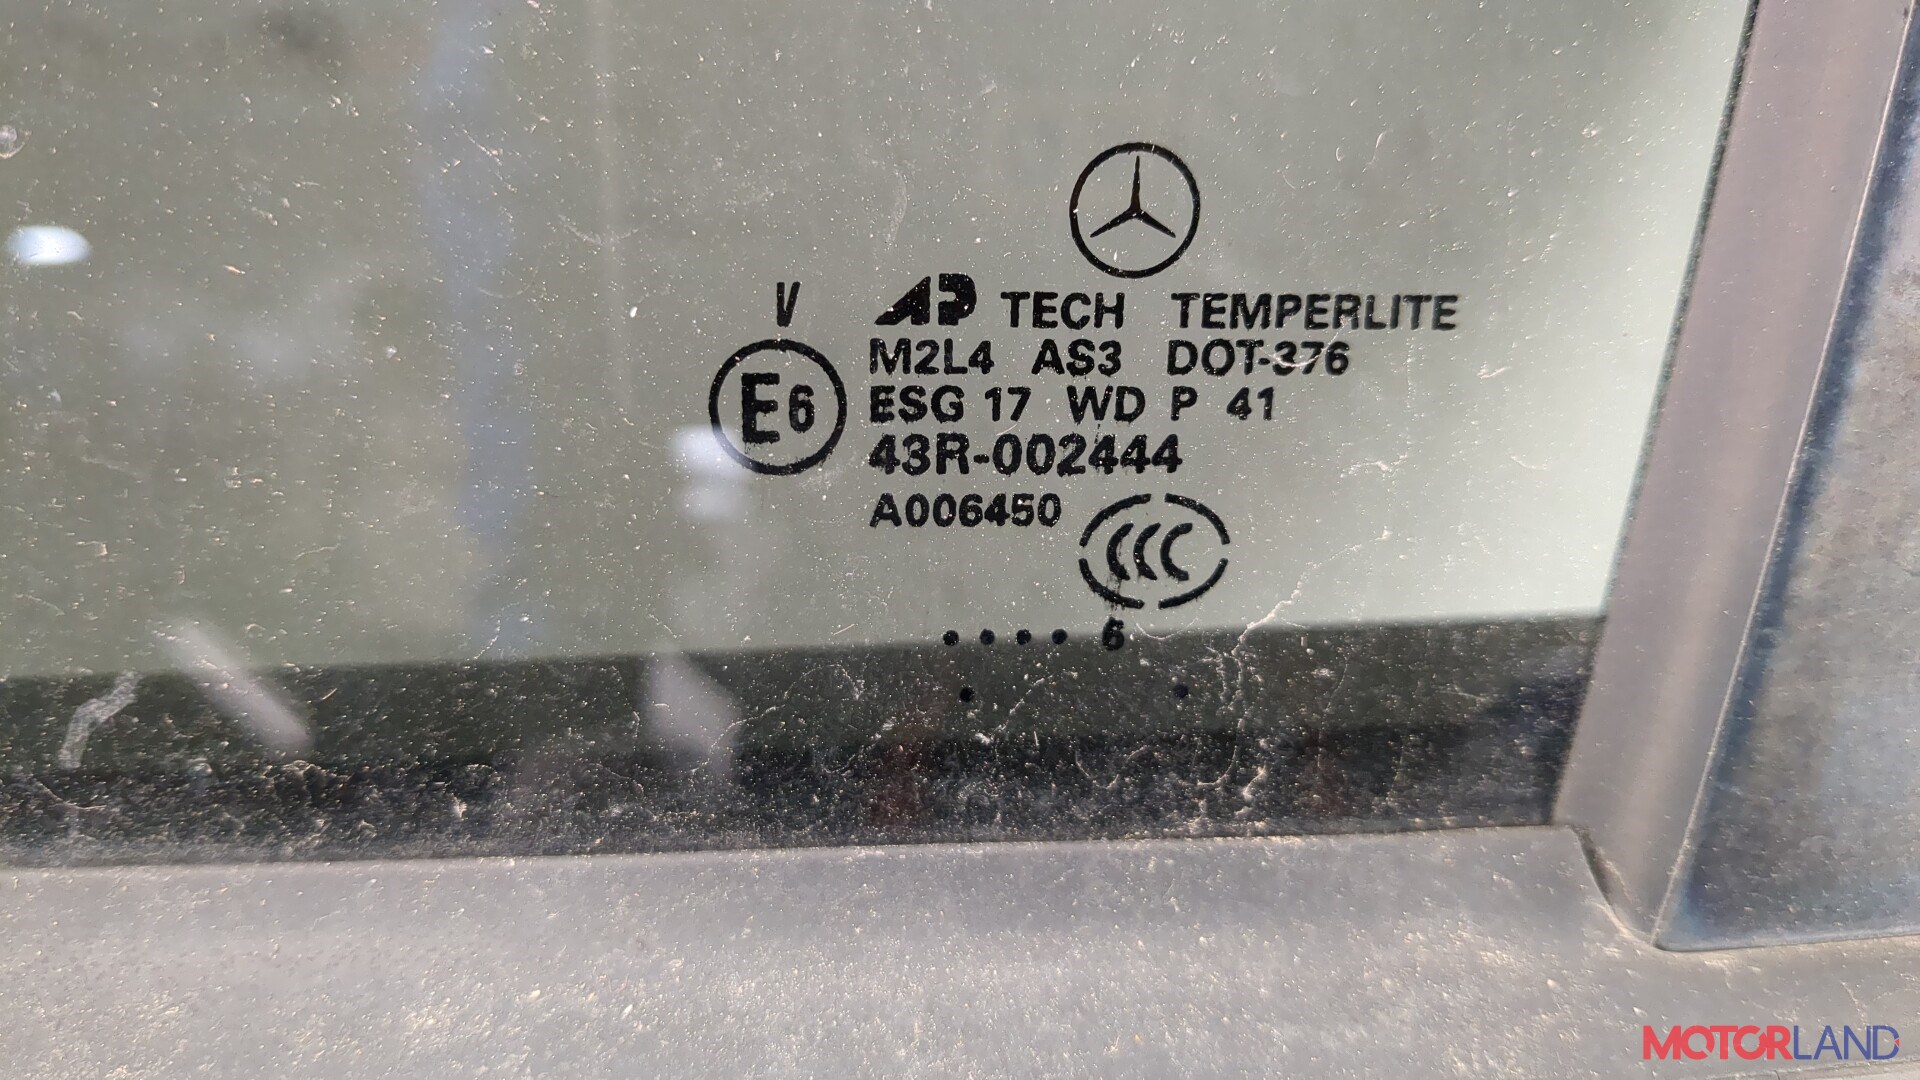 V
AP TECH TEMPERLITE
M2L4 AS3 DOT-376
E6
ESG 17 WD P 41
43R-002444
A006450
CCC
. . . . 6
. .
MOTORLAND